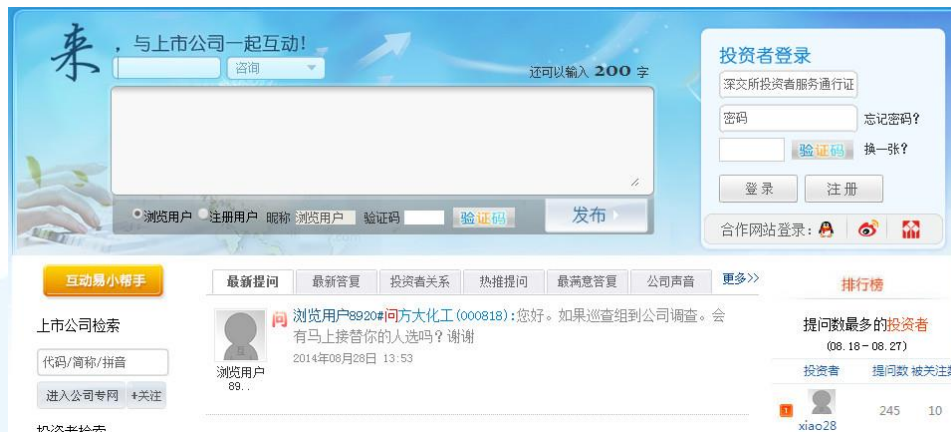 来，与上市公司一起互动！
咨询
还可以输入 200 字
浏览用户 注册用户 昵称 浏览用户 验证码 验证码 发布
投资者登录
深交所投资者服务通行证
密码 忘记密码?
验证码 换一张?
登录 注册
合作网站登录：
互动易小帮手
上市公司检索
代码/简称/拼音
进入公司专网 +关注
投资者检索
最新提问 最新答复 投资者关系 热推提问 最满意答复 公司声音 更多>>
问 浏览用户8920#问方大化工(000818):您好。如果巡查组到公司调查。会
有马上接替你的人选吗？谢谢
2014年08月28日 13:53
浏览用户
89..
排行榜
提问数最多的投资者
(08.18-08.27)
投资者 提问数 被关注数
1 xiao28 245 10